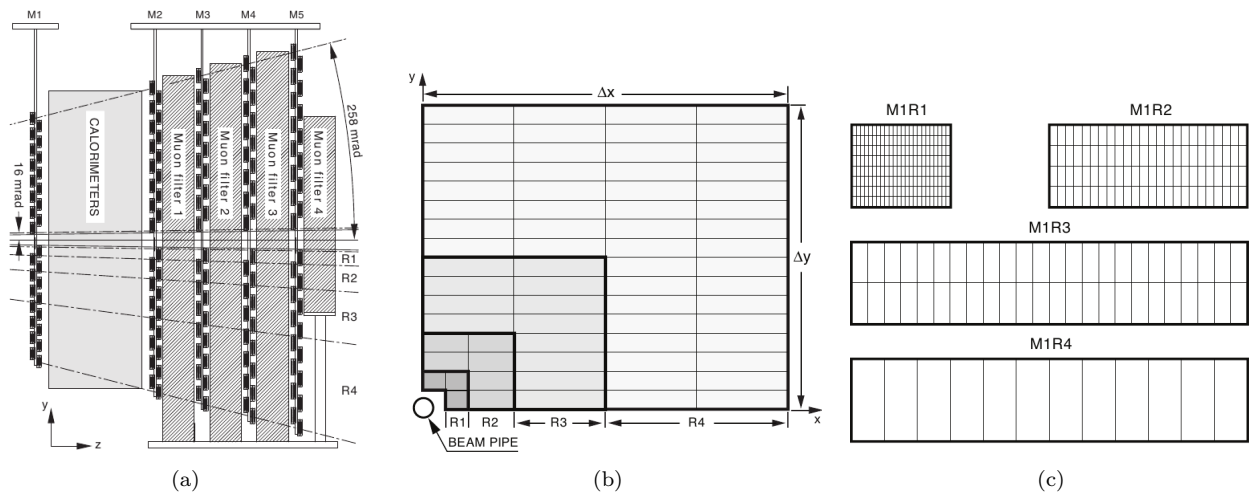 M1
M2
M3
M4
M5
CALORIMETERS
Muon filter 1
Muon filter 2
Muon filter 3
Muon filter 4
258 mrad
16 mrad
R1
R2
R3
R4
y
z
(a)
y
Δx
Δy
x
R1
R2
R3
R4
BEAM PIPE
(b)
M1R1
M1R2
M1R3
M1R4
(c)